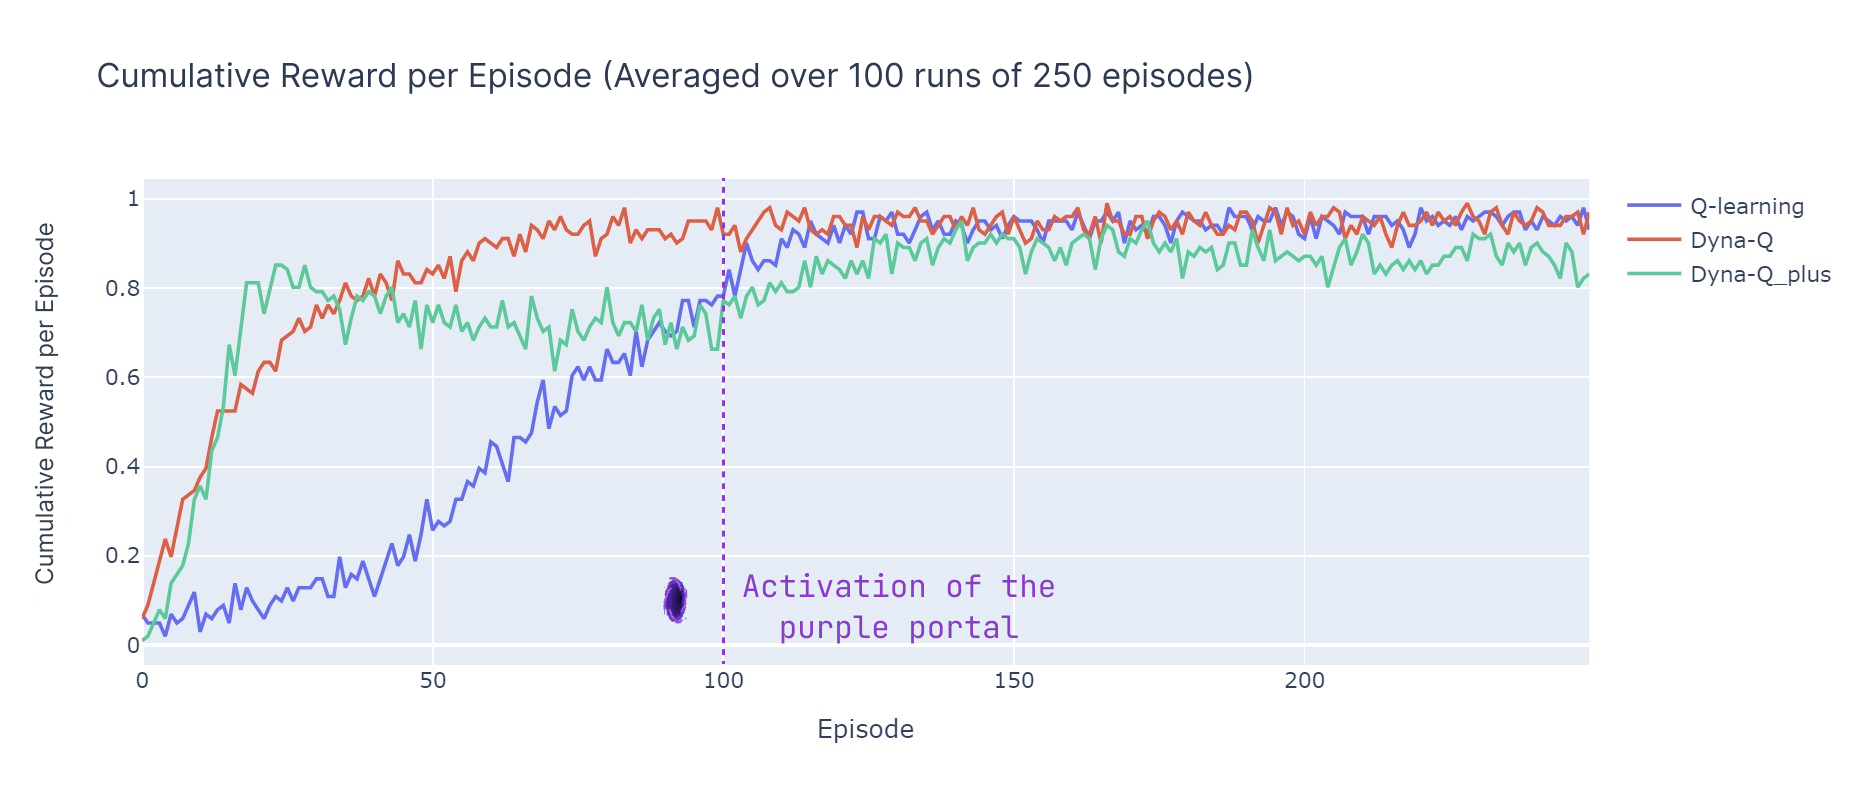 Cumulative Reward per Episode (Averaged over 100 runs of 250 episodes)
Cumulative Reward per Episode
1
0.8
0.6
0.4
0.2
0
0
50
100
150
200
Episode
Activation of the
purple portal
Q-learning
Dyna-Q
Dyna-Q_plus